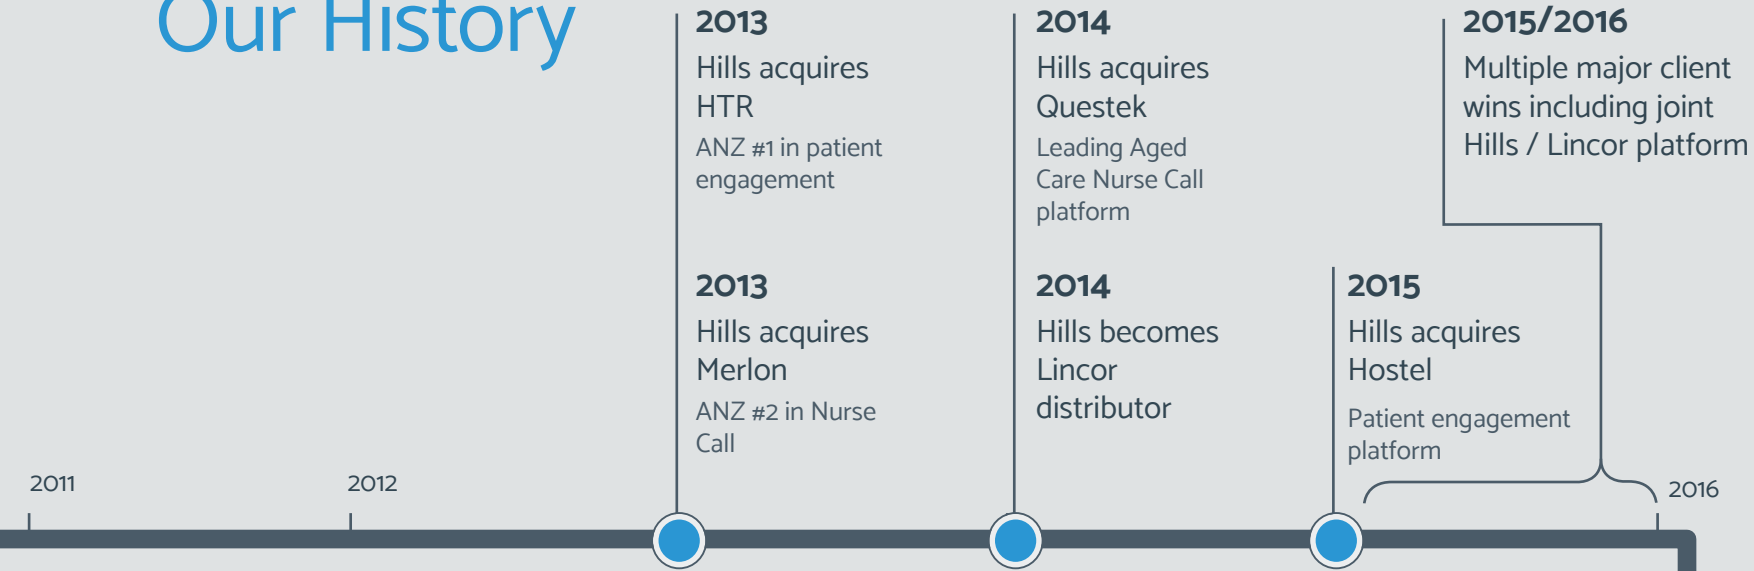 Our History
2013
Hills acquires
HTR
ANZ #1 in patient
engagement
2013
Hills acquires
Merlon
ANZ #2 in Nurse
Call
2014
Hills acquires
Questek
Leading Aged
Care Nurse Call
platform
2014
Hills becomes
Lincor
distributor
2015/2016
Multiple major client
wins including joint
Hills / Lincor platform
2015
Hills acquires
Hostel
Patient engagement
platform
2011
2012
2016